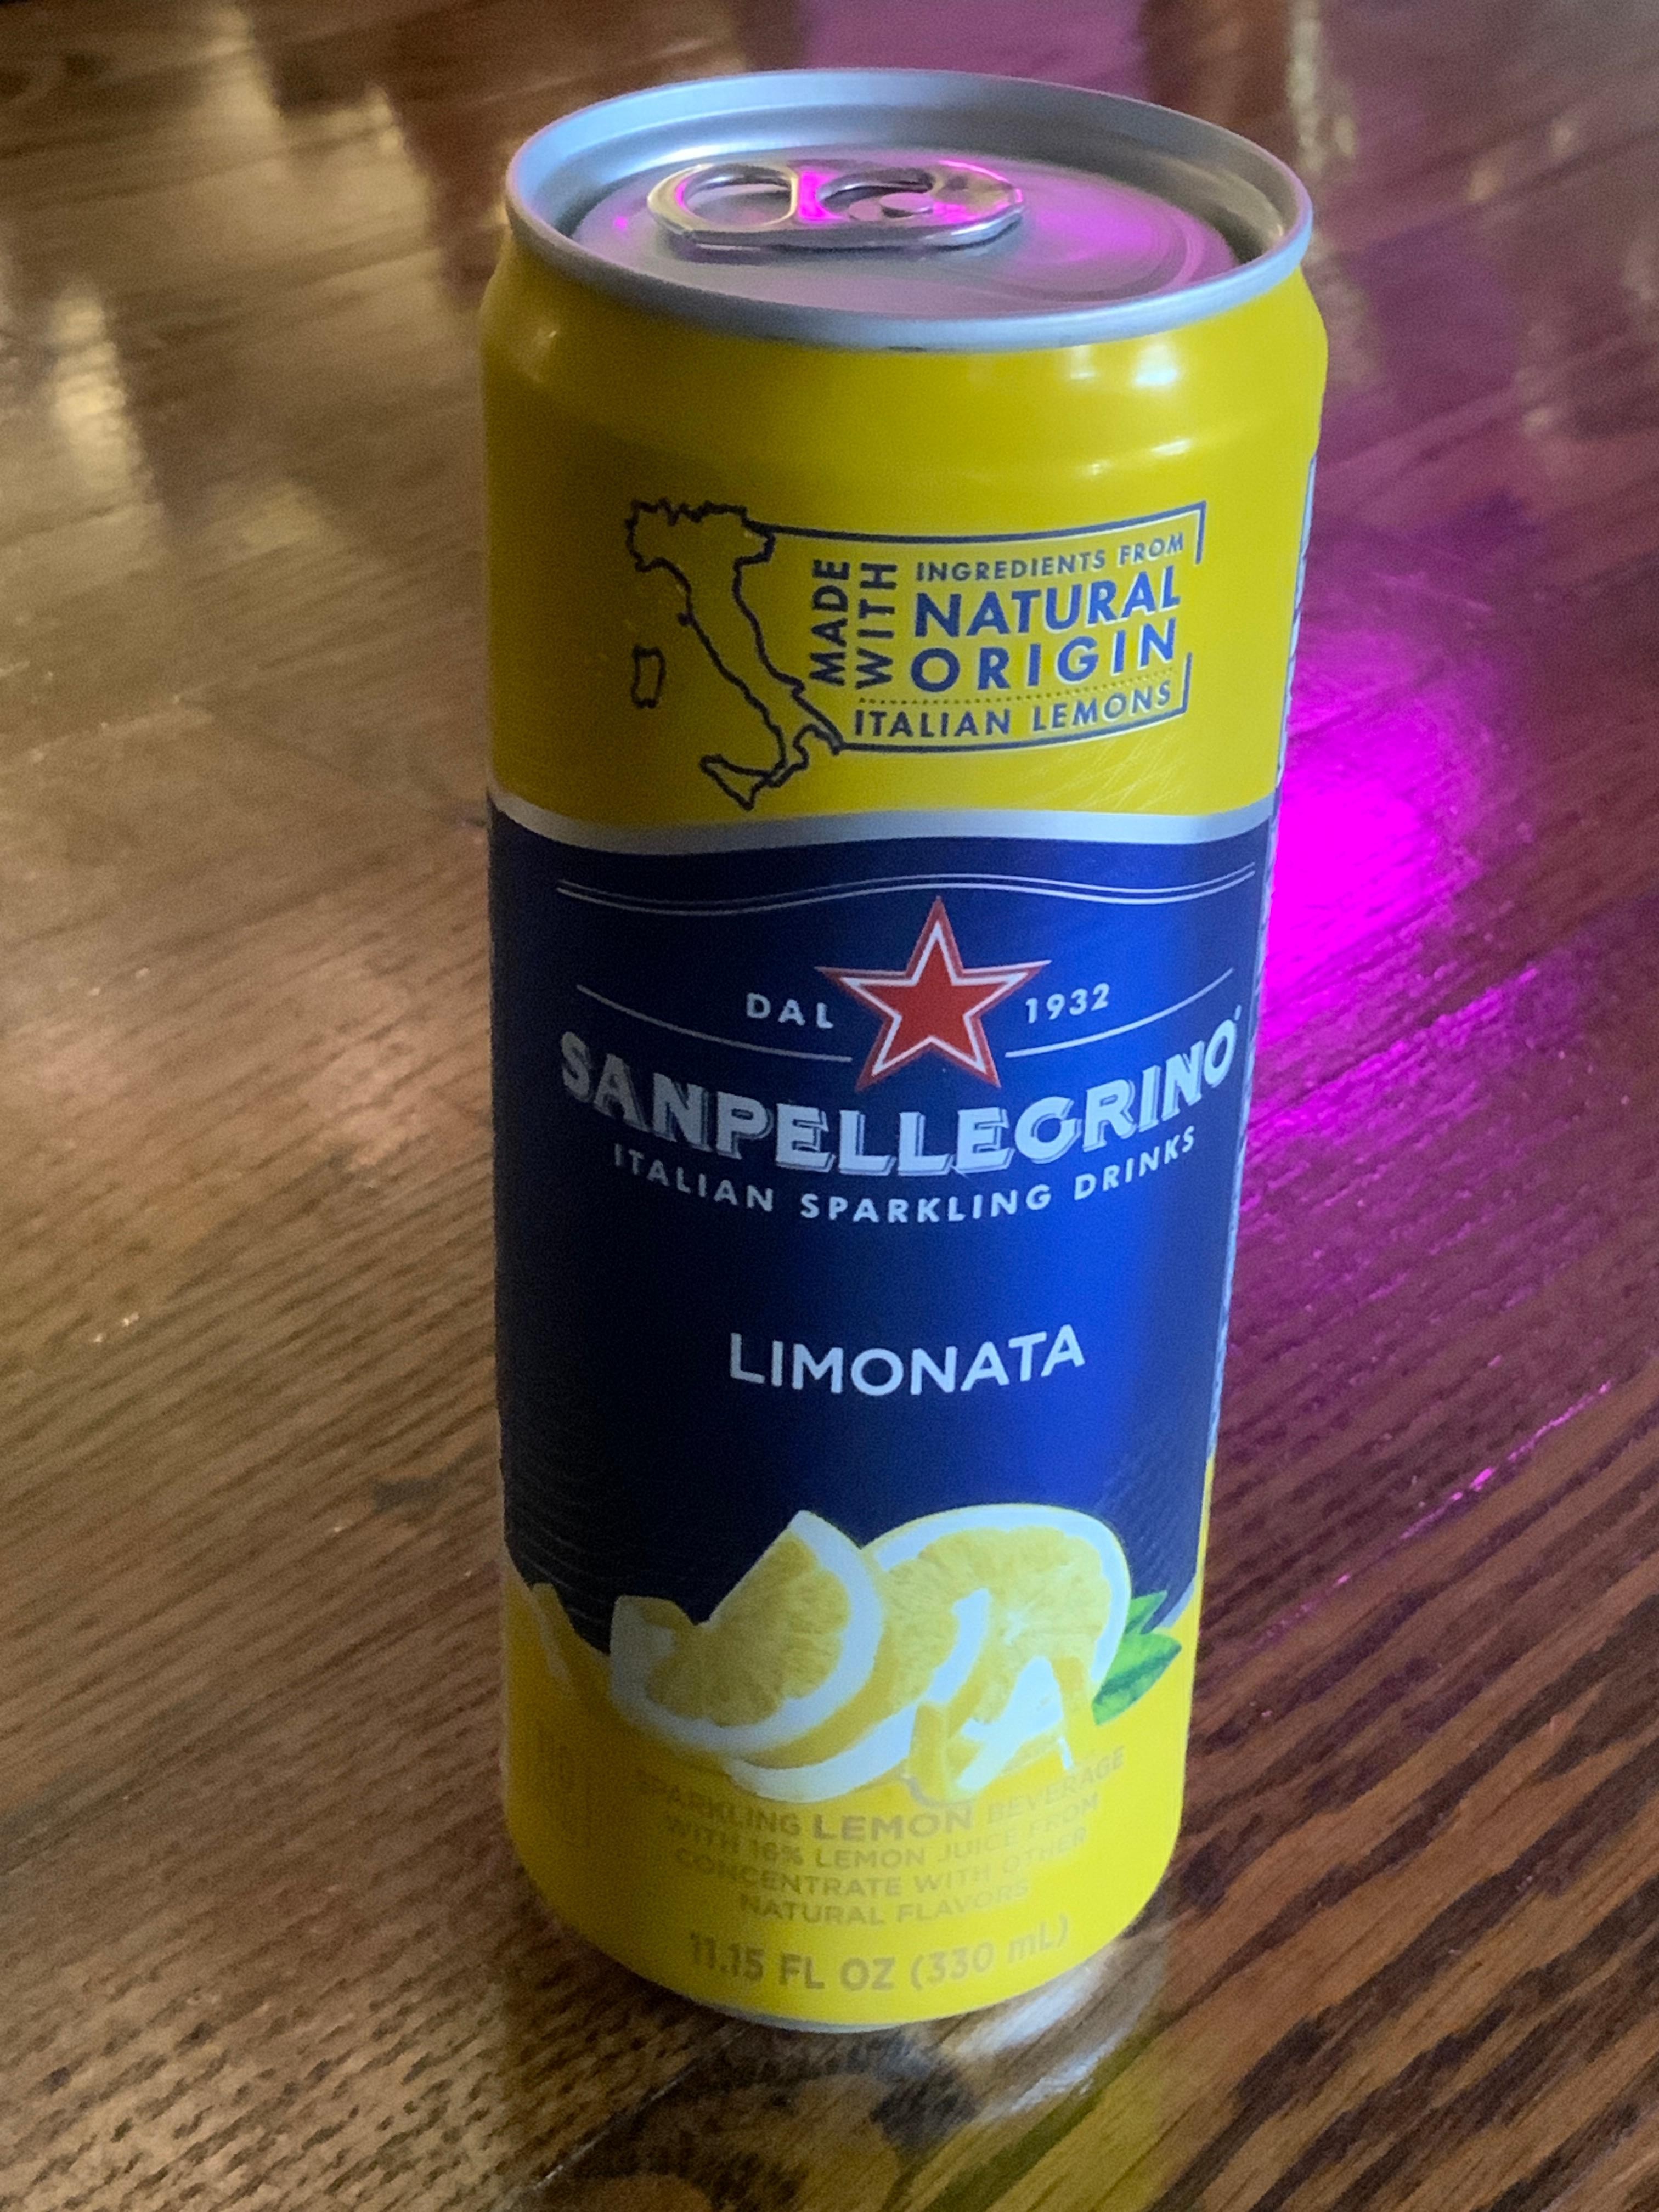 MADE WITH
INGREDIENTS FROM
NATURAL
ORIGIN
ITALIAN LEMONS
DAL 1932
SANPELLEGRINO
ITALIAN SPARKLING DRINKS
LIMONATA
SPARKLING LEMON BEVERAGE
WITH 16% LEMON JUICE FROM
CONCENTRATE WITH OTHER
NATURAL FLAVORS
11.15 FL OZ (330 mL)